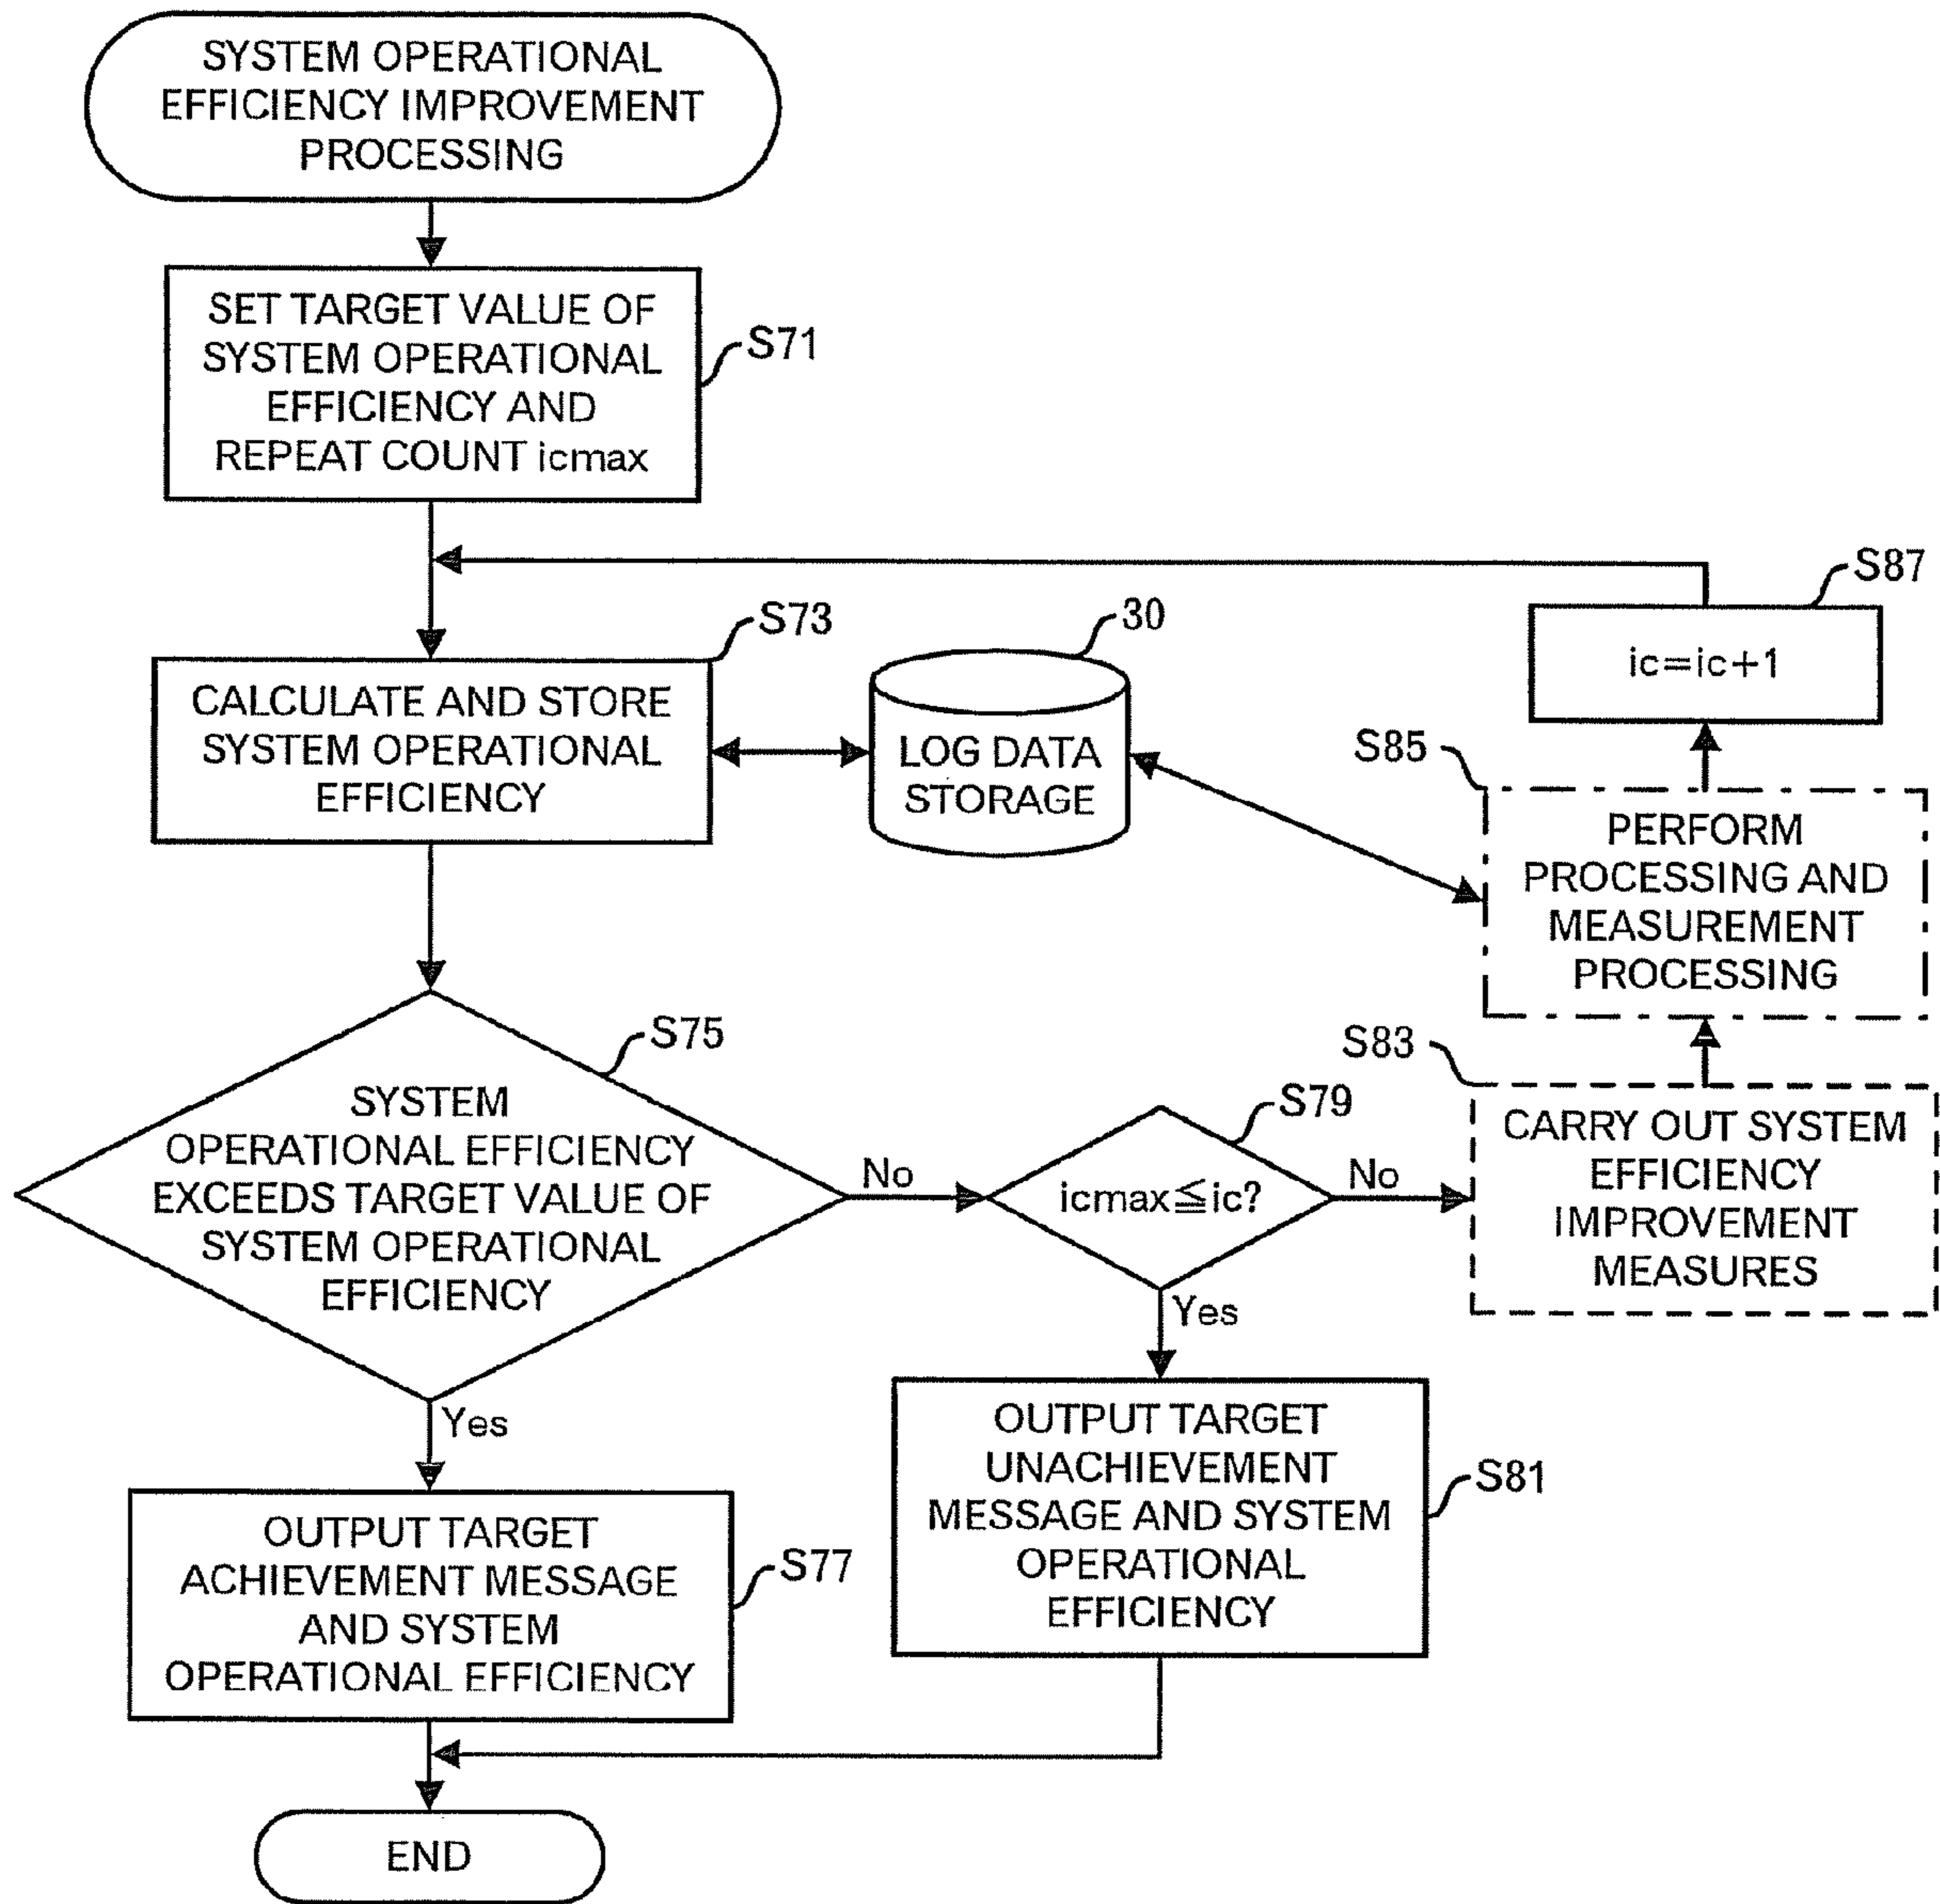 SYSTEM OPERATIONAL
EFFICIENCY IMPROVEMENT
PROCESSING
SET TARGET VALUE OF
SYSTEM OPERATIONAL
EFFICIENCY AND
REPEAT COUNT icmax
S71
S87
ic=ic+1
S73
CALCULATE AND STORE
SYSTEM OPERATIONAL
EFFICIENCY
30
LOG DATA
STORAGE
S85
PERFORM
PROCESSING AND
MEASUREMENT
PROCESSING
S75
SYSTEM
OPERATIONAL EFFICIENCY
EXCEEDS TARGET VALUE OF
SYSTEM OPERATIONAL
EFFICIENCY
No
S79
icmax≦ic?
No
S83
CARRY OUT SYSTEM
EFFICIENCY
IMPROVEMENT
MEASURES
Yes
Yes
OUTPUT TARGET
UNACHIEVEMENT
MESSAGE AND SYSTEM
OPERATIONAL
EFFICIENCY
S81
OUTPUT TARGET
ACHIEVEMENT MESSAGE
AND SYSTEM
OPERATIONAL EFFICIENCY
S77
END